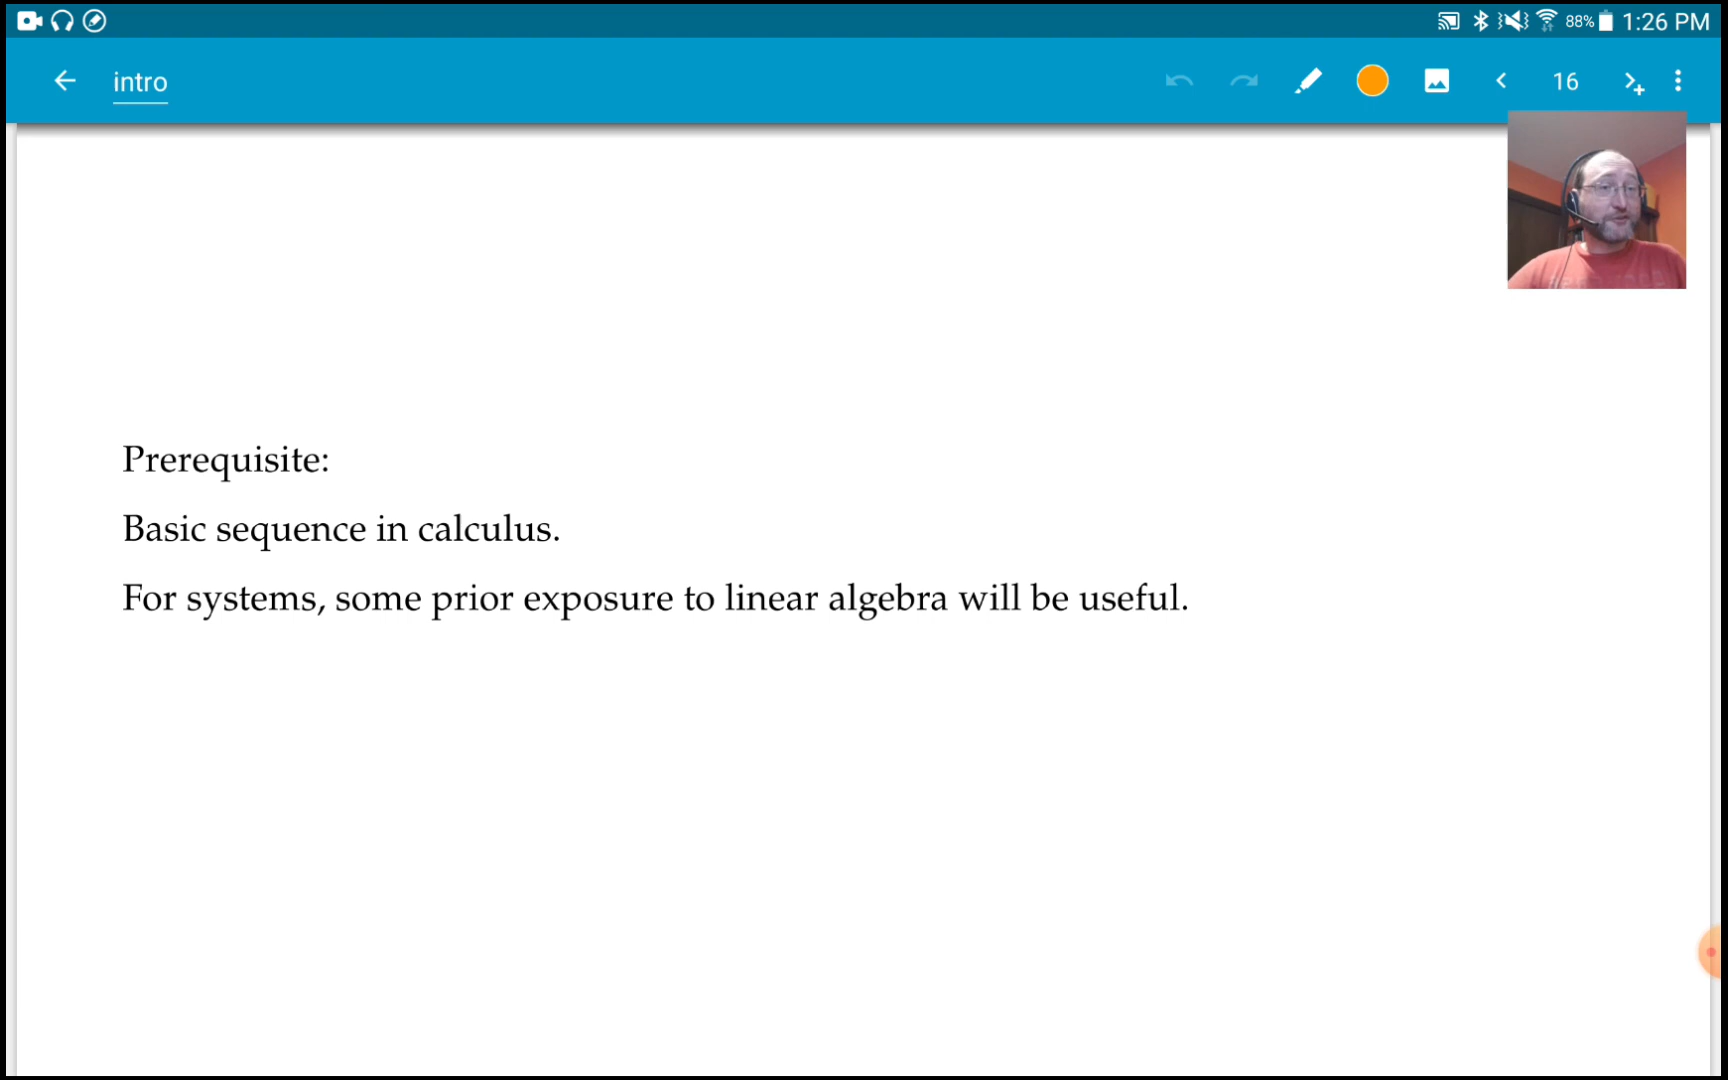 88% 1:26 PM
intro 16
Prerequisite:
Basic sequence in calculus.
For systems, some prior exposure to linear algebra will be useful.